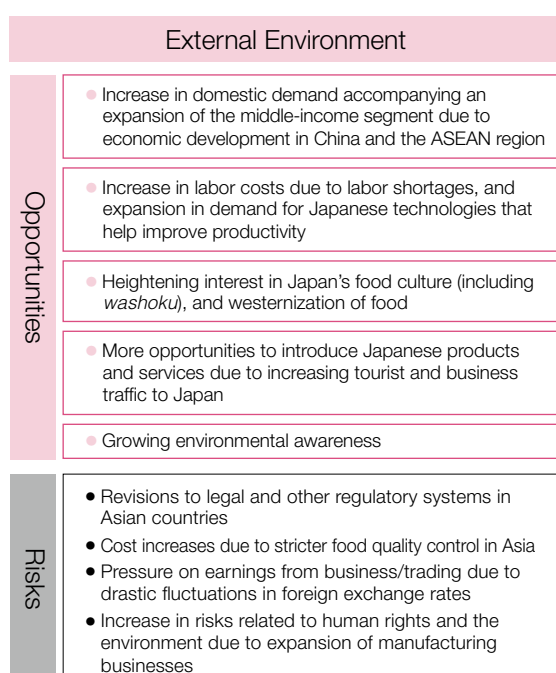 External Environment
Opportunities
● Increase in domestic demand accompanying an
expansion of the middle-income segment due to
economic development in China and the ASEAN region
● Increase in labor costs due to labor shortages, and
expansion in demand for Japanese technologies that
help improve productivity
● Heightening interest in Japan’s food culture (including
washoku), and westernization of food
● More opportunities to introduce Japanese products
and services due to increasing tourist and business
traffic to Japan
● Growing environmental awareness
Risks
● Revisions to legal and other regulatory systems in
Asian countries
● Cost increases due to stricter food quality control in Asia
● Pressure on earnings from business/trading due to
drastic fluctuations in foreign exchange rates
● Increase in risks related to human rights and the
environment due to expansion of manufacturing
businesses